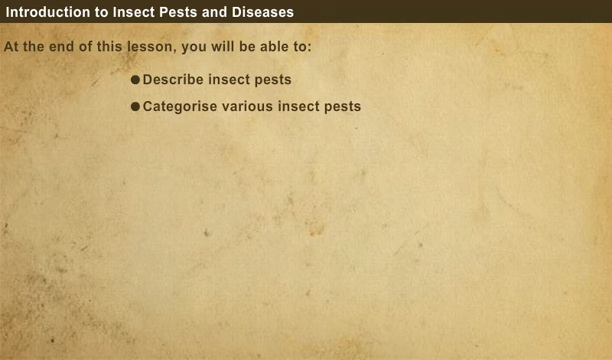 Introduction to Insect Pests and Diseases
At the end of this lesson, you will be able to:
●Describe insect pests
●Categorise various insect pests